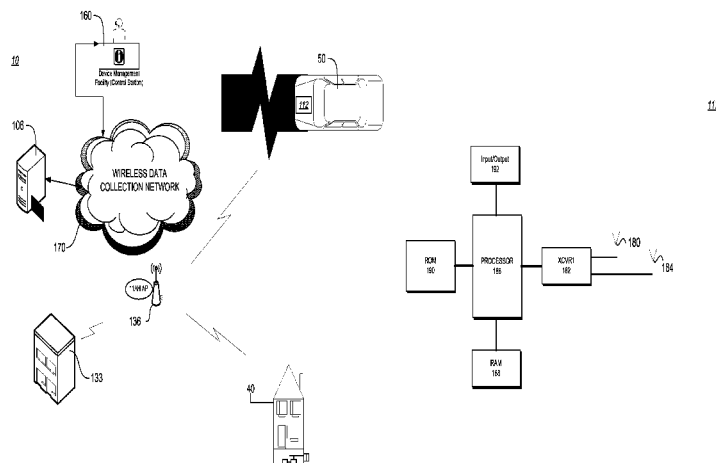 10
160
Device Management
Facility (Control Station)
106
WIRELESS DATA
COLLECTION NETWORK
170
50
112
136
133
40
11
Input/Output
192
ROM
190
PROCESSOR
186
XCVR1
182
180
184
RAM
188